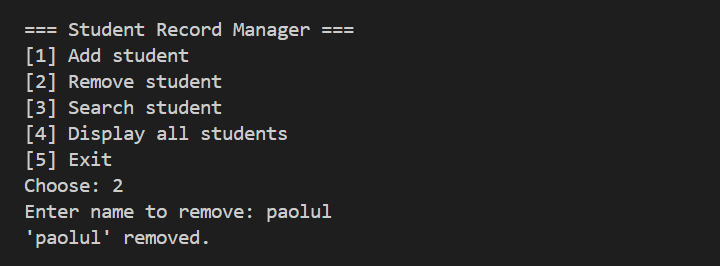 === Student Record Manager ===
[1] Add student
[2] Remove student
[3] Search student
[4] Display all students
[5] Exit
Choose: 2
Enter name to remove: paolul
'paolul' removed.